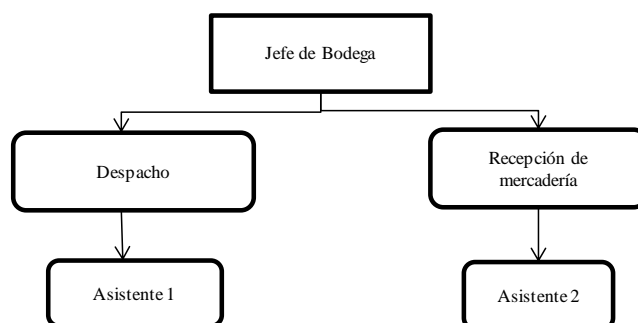 Jefe de Bodega
Despacho
Recepción de
mercadería
Asistente 1
Asistente 2